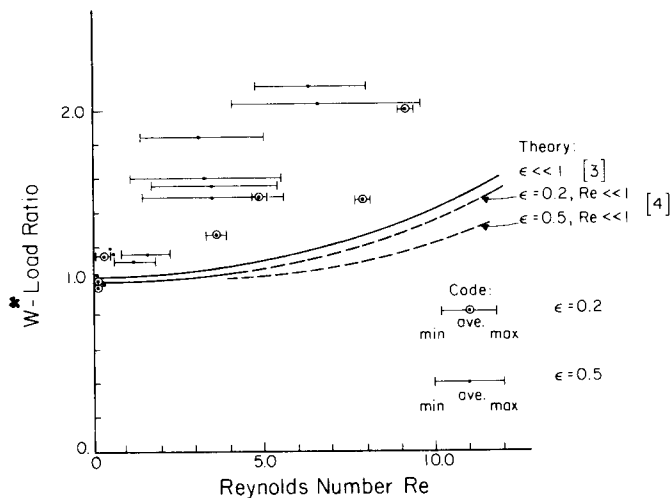 2.0
1.0
0.
0
5.0
10.0
W*-Load Ratio
Reynolds Number Re
Theory:
ϵ<<1 [3]
ϵ=0.2, Re<<1
[4]
ϵ=0.5, Re<<1
Code:
min ave. max ϵ=0.2
min ave. max ϵ=0.5